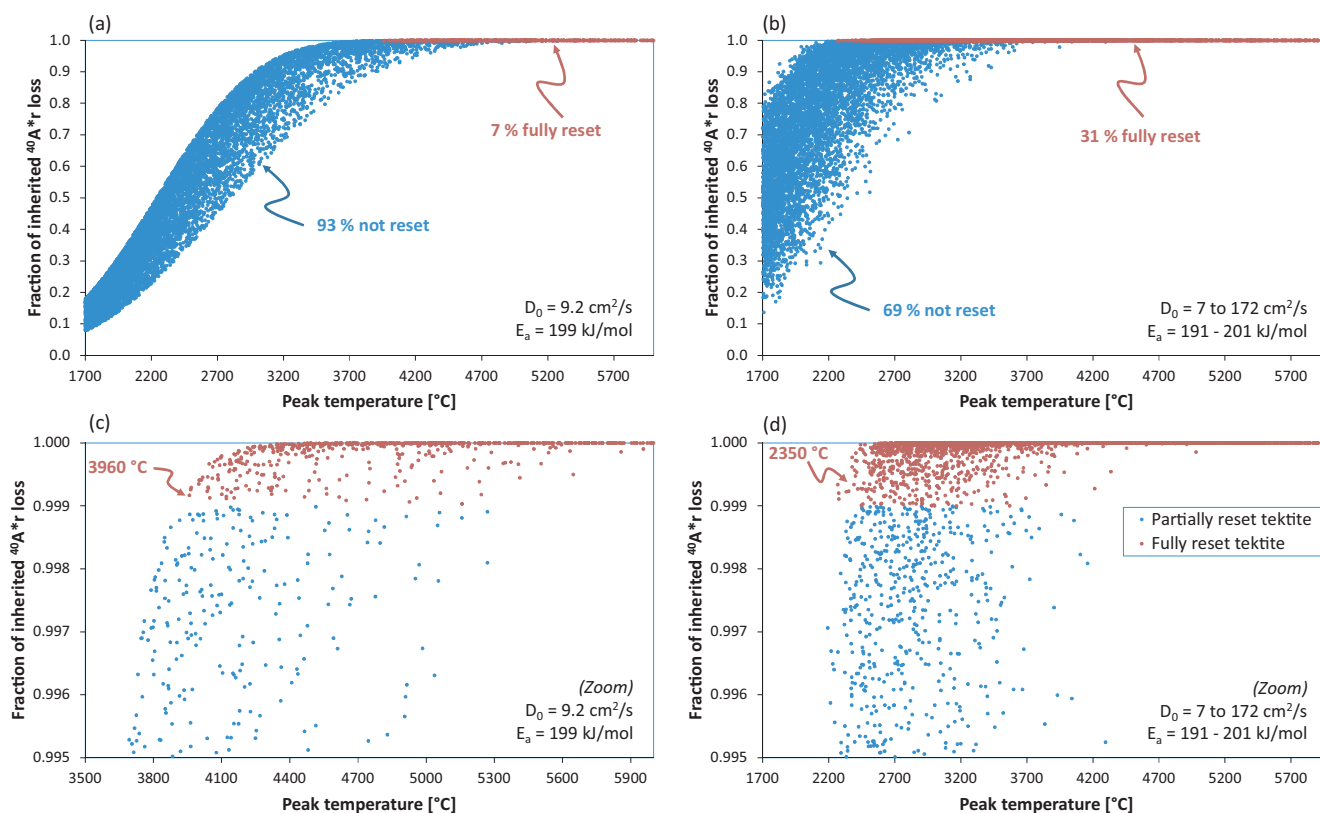 (a)
Fraction of inherited ⁴⁰A*r loss
1.0
0.9
0.8
0.7
0.6
0.5
0.4
0.3
0.2
0.1
0.0
7 % fully reset
93 % not reset
D₀ = 9.2 cm²/s
Eₐ = 199 kJ/mol
1700 2200 2700 3200 3700 4200 4700 5200 5700
Peak temperature [°C]
(b)
Fraction of inherited ⁴⁰A*r loss
1.0
0.9
0.8
0.7
0.6
0.5
0.4
0.3
0.2
0.1
0.0
31 % fully reset
69 % not reset
D₀ = 7 to 172 cm²/s
Eₐ = 191 - 201 kJ/mol
1700 2200 2700 3200 3700 4200 4700 5200 5700
Peak temperature [°C]
(c)
Fraction of inherited ⁴⁰A*r loss
1.000
0.999
0.998
0.997
0.996
0.995
3960 °C
(Zoom)
D₀ = 9.2 cm²/s
Eₐ = 199 kJ/mol
3500 3800 4100 4400 4700 5000 5300 5600 5900
Peak temperature [°C]
(d)
Fraction of inherited ⁴⁰A*r loss
1.000
0.999
0.998
0.997
0.996
0.995
2350 °C
Partially reset tektite
Fully reset tektite
(Zoom)
D₀ = 7 to 172 cm²/s
Eₐ = 191 - 201 kJ/mol
1700 2200 2700 3200 3700 4200 4700 5200 5700
Peak temperature [°C]